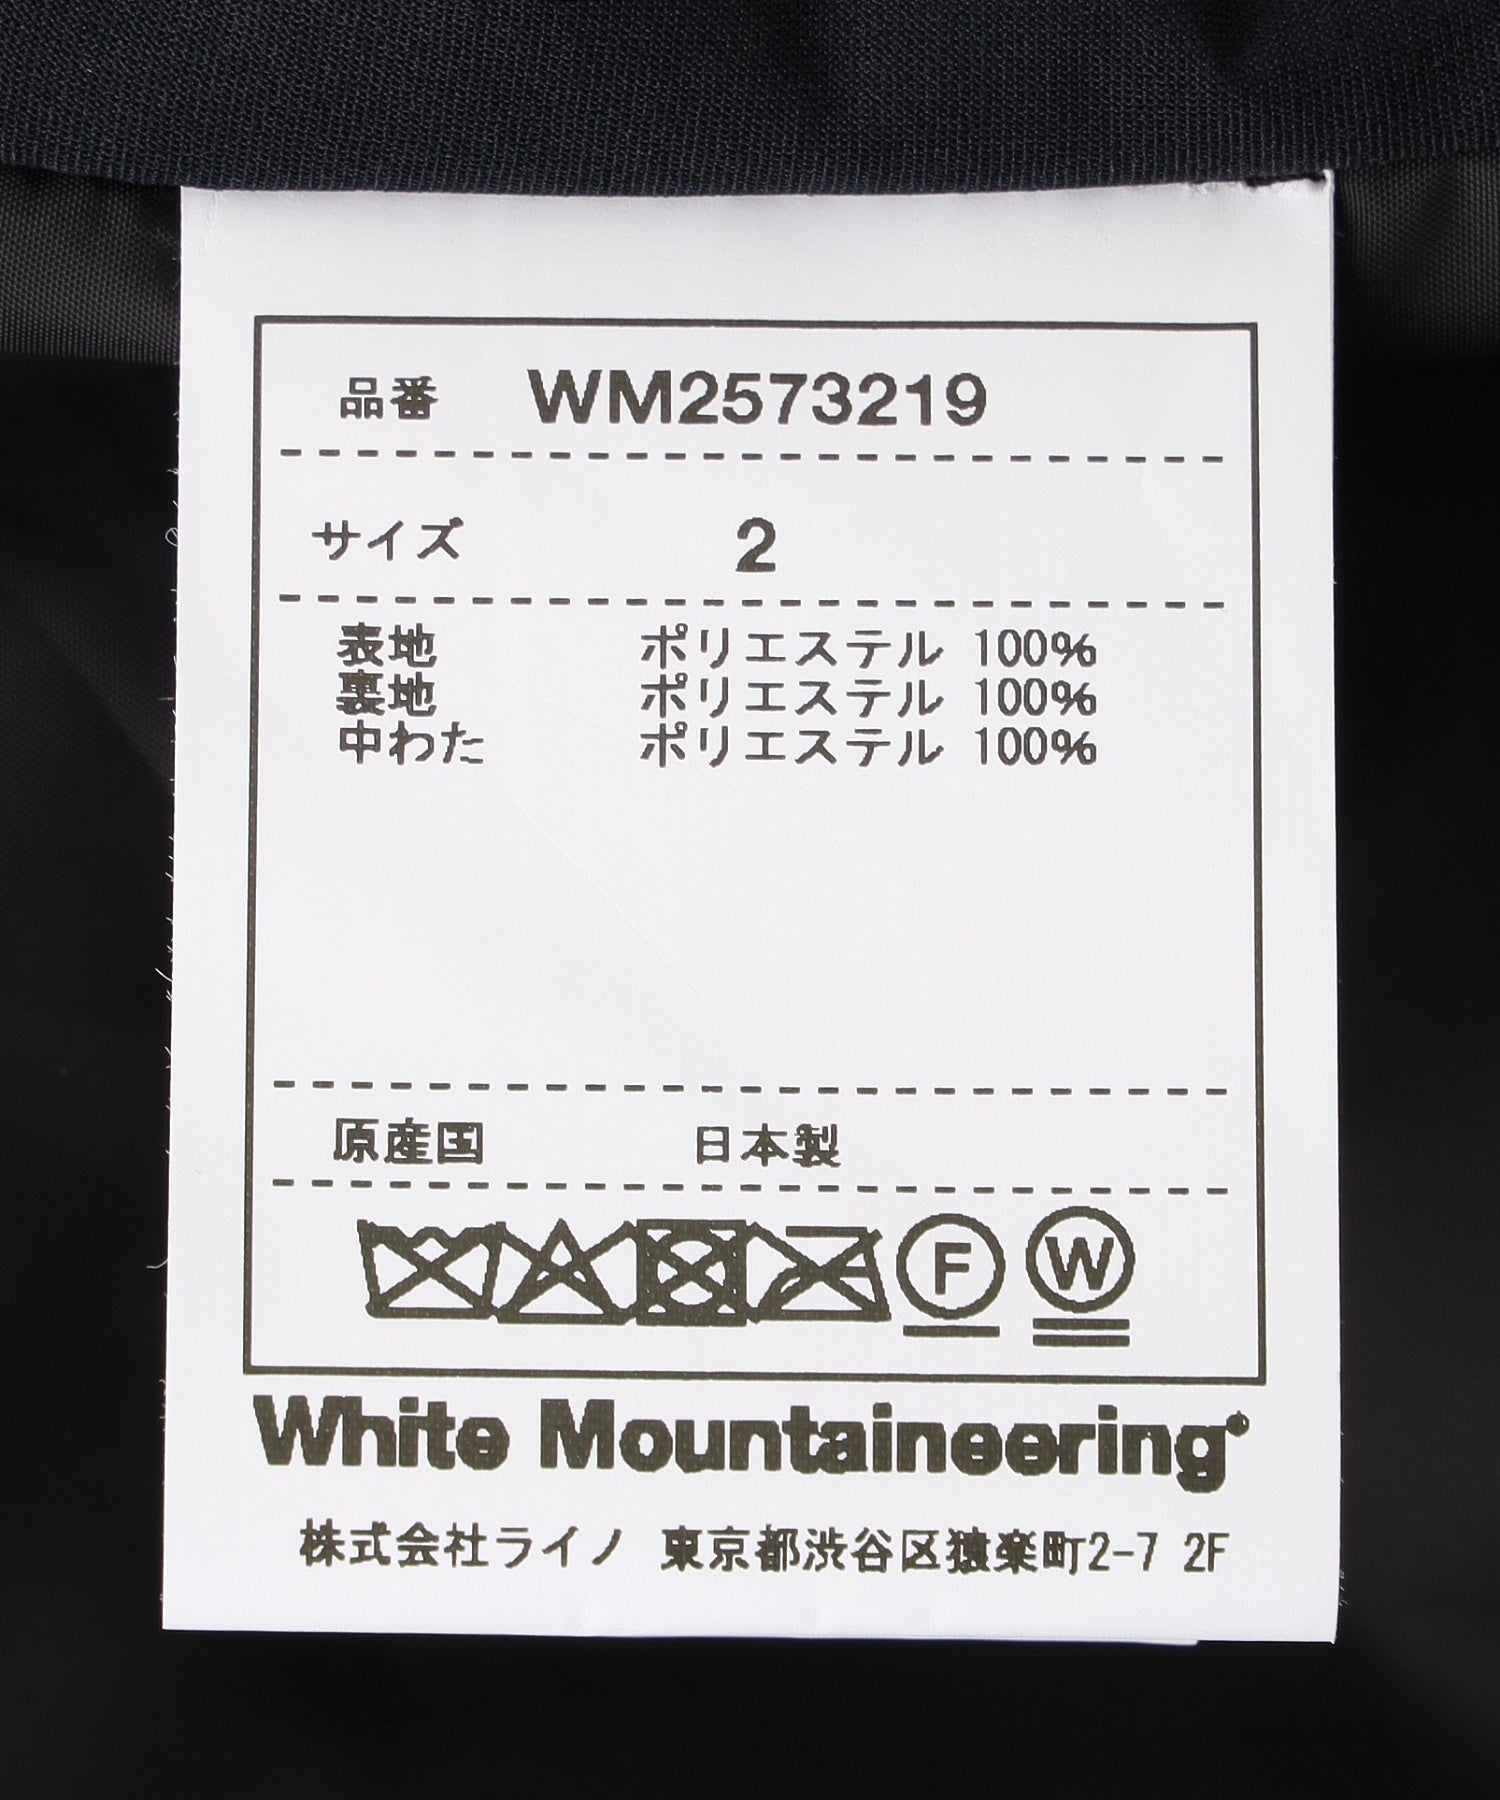 品番 WM2573219
サイズ 2
表地 ポリエステル 100%
裏地 ポリエステル 100%
中わた ポリエステル 100%
原産国 日本製
F W
White Mountaineering®
株式会社ライノ 東京都渋谷区猿楽町2-7 2F